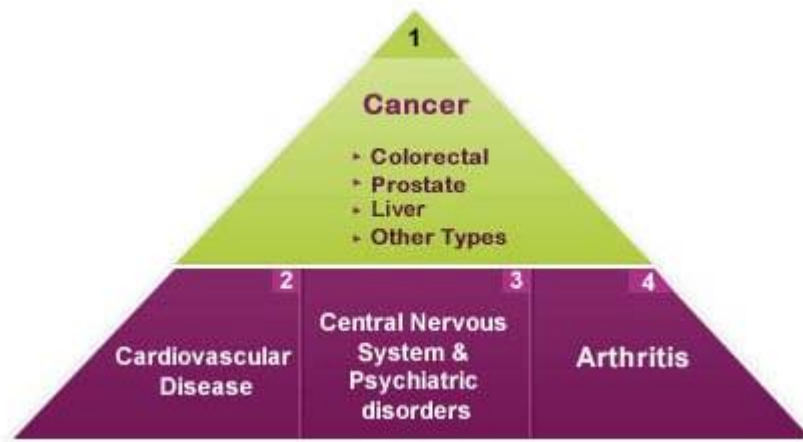 1
Cancer
▸ Colorectal
▸ Prostate
▸ Liver
▸ Other Types
2
Cardiovascular
Disease
3
Central Nervous
System &
Psychiatric
disorders
4
Arthritis